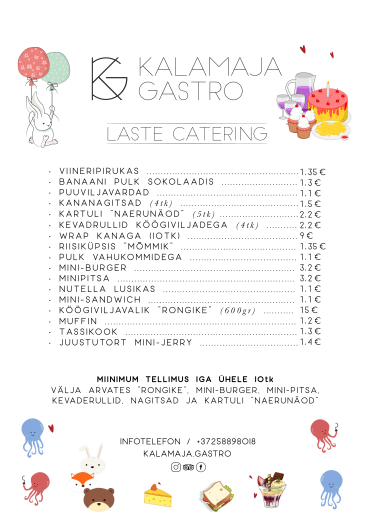 KALAMAJA
GASTRO
LASTE CATERING
· VIINERIPIRUKAS 1.35 €
· BANAANI PULK SOKOLAADIS 1.3 €
· PUUVILJAVARDAD 1.1 €
· KANANAGITSAD (4tk) 1.5 €
· KARTULI "NAERUNÄOD" (5tk) 2.2 €
· KEVADRULLID KÖÖGIVILJADEGA (4tk) 2.2 €
· WRAP KANAGA (10TK) 9 €
· RIISIKÜPSIS "MÕMMIK" 1.35 €
· PULK VAHUKOMMIDEGA 1.1 €
· MINI-BURGER 3.2 €
· MINIPITSA 3.2 €
· NUTELLA LUSIKAS 1.1 €
· MINI-SANDWICH 1.1 €
· KÖÖGIVILJAVALIK "RONGIKE" (600gr) 15 €
· MUFFIN 1.2 €
· TASSIKOOK 1.3 €
· JUUSTUTORT MINI-JERRY 1.4 €
MIINIMUM TELLIMUS IGA ÜHELE 10tk
VÄLJA ARVATES "RONGIKE", MINI-BURGER, MINI-PITSA,
KEVADERULLID, NAGITSAD JA KARTULI "NAERUNÄOD"
INFOTELEFON / +37258898018
KALAMAJA.GASTRO